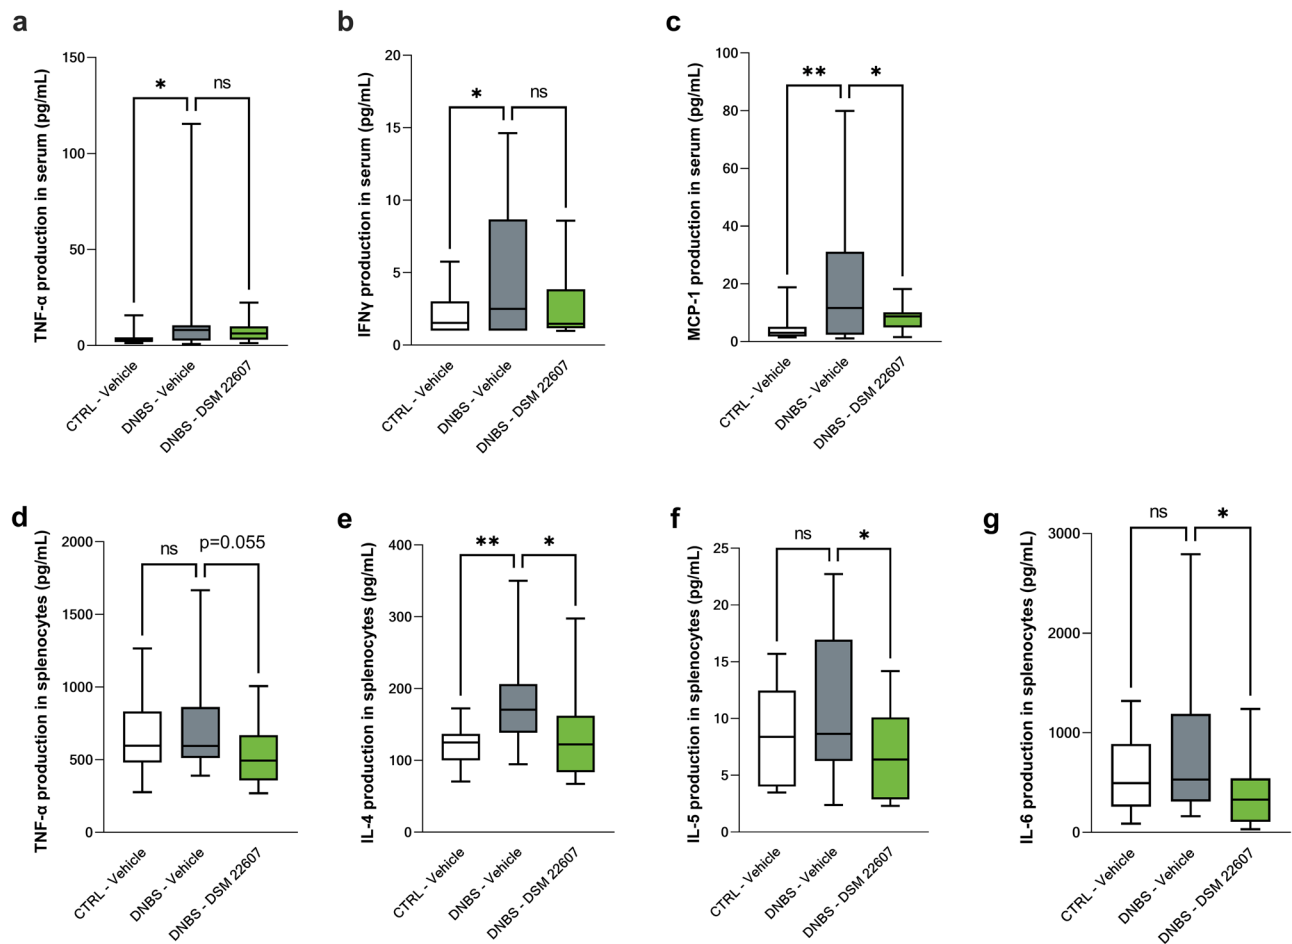 a
TNF-α production in serum (pg/mL)
150
100
50
0
*
ns
CTRL - Vehicle
DNBS - Vehicle
DNBS - DSM 22607
b
IFNγ production in serum (pg/mL)
20
15
10
5
0
*
ns
CTRL - Vehicle
DNBS - Vehicle
DNBS - DSM 22607
c
MCP-1 production in serum (pg/mL)
100
80
60
40
20
0
**
*
CTRL - Vehicle
DNBS - Vehicle
DNBS - DSM 22607
d
TNF-α production in splenocytes (pg/mL)
2000
1500
1000
500
0
ns
p=0.055
CTRL - Vehicle
DNBS - Vehicle
DNBS - DSM 22607
e
IL-4 production in splenocytes (pg/mL)
400
300
200
100
0
**
*
CTRL - Vehicle
DNBS - Vehicle
DNBS - DSM 22607
f
IL-5 production in splenocytes (pg/mL)
25
20
15
10
5
0
ns
*
CTRL - Vehicle
DNBS - Vehicle
DNBS - DSM 22607
g
IL-6 production in splenocytes (pg/mL)
3000
2000
1000
0
ns
*
CTRL - Vehicle
DNBS - Vehicle
DNBS - DSM 22607